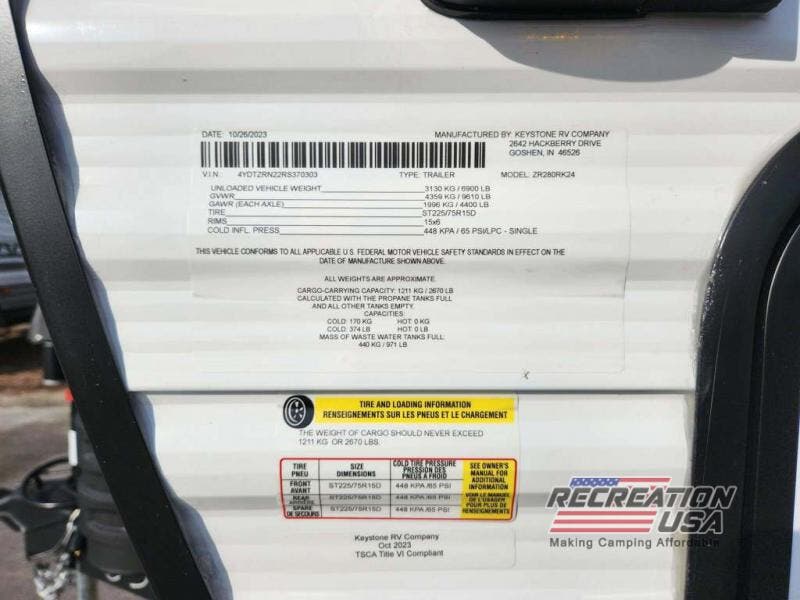 DATE: 10/26/2023 MANUFACTURED BY: KEYSTONE RV COMPANY
2642 HACKBERRY DRIVE
GOSHEN, IN 46526
V.I.N.: 4YDTZRN22RS370303 TYPE: TRAILER MODEL: ZR280RK24
UNLOADED VEHICLE WEIGHT 3130 KG / 6900 LB
GVWR 4359 KG / 9610 LB
GAWR (EACH AXLE) 1996 KG / 4400 LB
TIRE ST225/75R15D
RIMS 15x6
COLD INFL. PRESS 448 KPA / 65 PSI/LPC - SINGLE
THIS VEHICLE CONFORMS TO ALL APPLICABLE U.S. FEDERAL MOTOR VEHICLE SAFETY STANDARDS IN EFFECT ON THE
DATE OF MANUFACTURE SHOWN ABOVE.
ALL WEIGHTS ARE APPROXIMATE.
CARGO-CARRYING CAPACITY: 1211 KG / 2670 LB
CALCULATED WITH THE PROPANE TANKS FULL
AND ALL OTHER TANKS EMPTY.
CAPACITIES:
COLD: 170 KG HOT: 0 KG
COLD: 374 LB HOT: 0 LB
MASS OF WASTE WATER TANKS FULL:
440 KG / 971 LB
TIRE AND LOADING INFORMATION
RENSEIGNEMENTS SUR LES PNEUS ET LE CHARGEMENT
THE WEIGHT OF CARGO SHOULD NEVER EXCEED
1211 KG OR 2670 LBS.
TIRE
PNEU
SIZE
DIMENSIONS
COLD TIRE PRESSURE
PRESSION DES
PNEUS A FROID
FRONT
AVANT
ST225/75R15D
448 KPA /65 PSI
REAR
ARRIERE
ST225/75R15D
448 KPA /65 PSI
SPARE
DE SECOURS
ST225/75R15D
448 KPA /65 PSI
SEE OWNER'S
MANUAL FOR
ADDITIONAL
INFORMATION
VOIR LE MANUEL
DE L'USAGER
POUR PLUS DE
RENSEIGNEMENTS
Keystone RV Company
Oct 2023
TSCA Title VI Compliant
RECREATION
USA
Making Camping Affordable